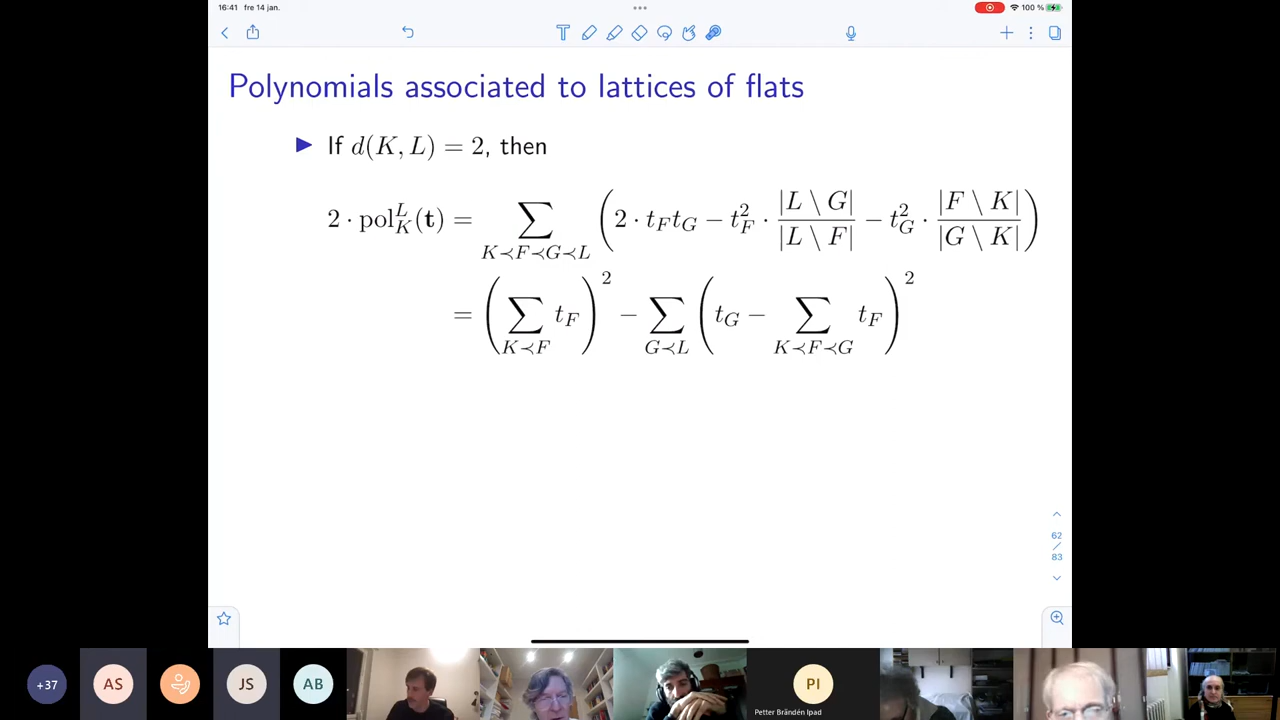 16:41 fre 14 jan. 100 %
Polynomials associated to lattices of flats
▶ If d(K, L) = 2, then
2 · pol_K^L(t) = ∑_{K≺F≺G≺L} (2 · t_F t_G − t_F^2 · |L \ G| / |L \ F| − t_G^2 · |F \ K| / |G \ K|)
= (∑_{K≺F} t_F)^2 − ∑_{G≺L} (t_G − ∑_{K≺F≺G} t_F)^2
62
/
83
+37 AS JS AB PI
Petter Brändén Ipad